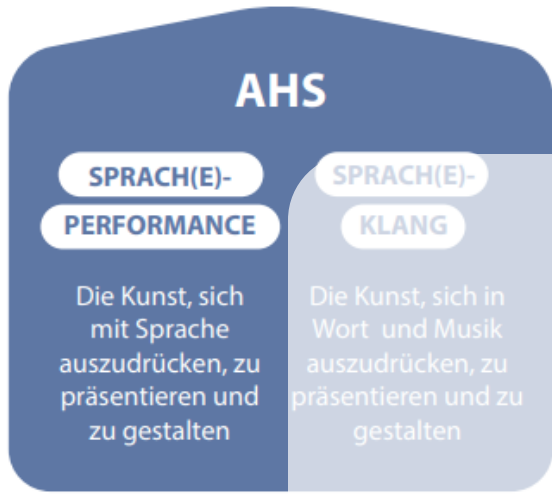 AHS
SPRACH(E)-
PERFORMANCE
Die Kunst, sich
mit Sprache
auszudrücken, zu
präsentieren und
zu gestalten
SPRACH(E)-
KLANG
Die Kunst, sich in
Wort und Musik
auszudrücken, zu
präsentieren und zu
gestalten